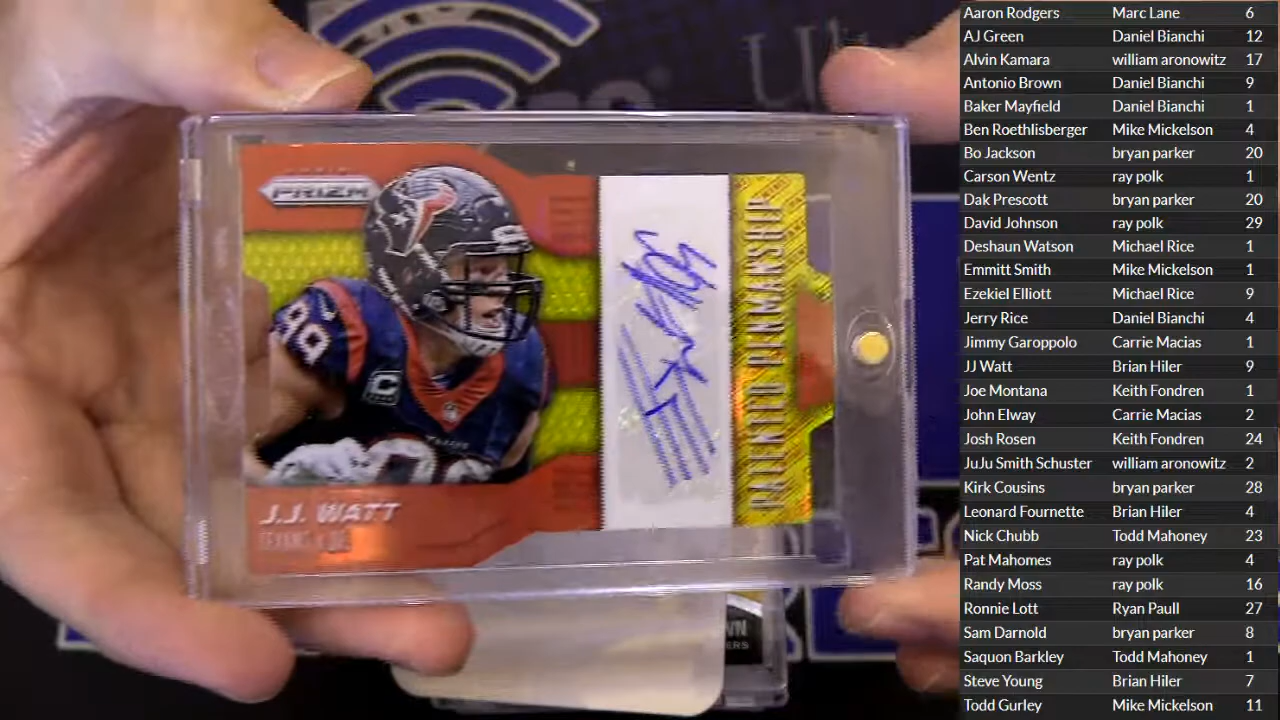 PRIZM
99
C
TEXANS
J.J. WATT
TEXANS • DE
PATENTED PENMANSHIP
WN
ERS
Aaron Rodgers Marc Lane 6
AJ Green Daniel Bianchi 12
Alvin Kamara william aronowitz 17
Antonio Brown Daniel Bianchi 9
Baker Mayfield Daniel Bianchi 1
Ben Roethlisberger Mike Mickelson 4
Bo Jackson bryan parker 20
Carson Wentz ray polk 1
Dak Prescott bryan parker 20
David Johnson ray polk 29
Deshaun Watson Michael Rice 1
Emmitt Smith Mike Mickelson 1
Ezekiel Elliott Michael Rice 9
Jerry Rice Daniel Bianchi 4
Jimmy Garoppolo Carrie Macias 1
JJ Watt Brian Hiler 9
Joe Montana Keith Fondren 1
John Elway Carrie Macias 2
Josh Rosen Keith Fondren 24
JuJu Smith Schuster william aronowitz 2
Kirk Cousins bryan parker 28
Leonard Fournette Brian Hiler 4
Nick Chubb Todd Mahoney 23
Pat Mahomes ray polk 4
Randy Moss ray polk 16
Ronnie Lott Ryan Paull 27
Sam Darnold bryan parker 8
Saquon Barkley Todd Mahoney 1
Steve Young Brian Hiler 7
Todd Gurley Mike Mickelson 11